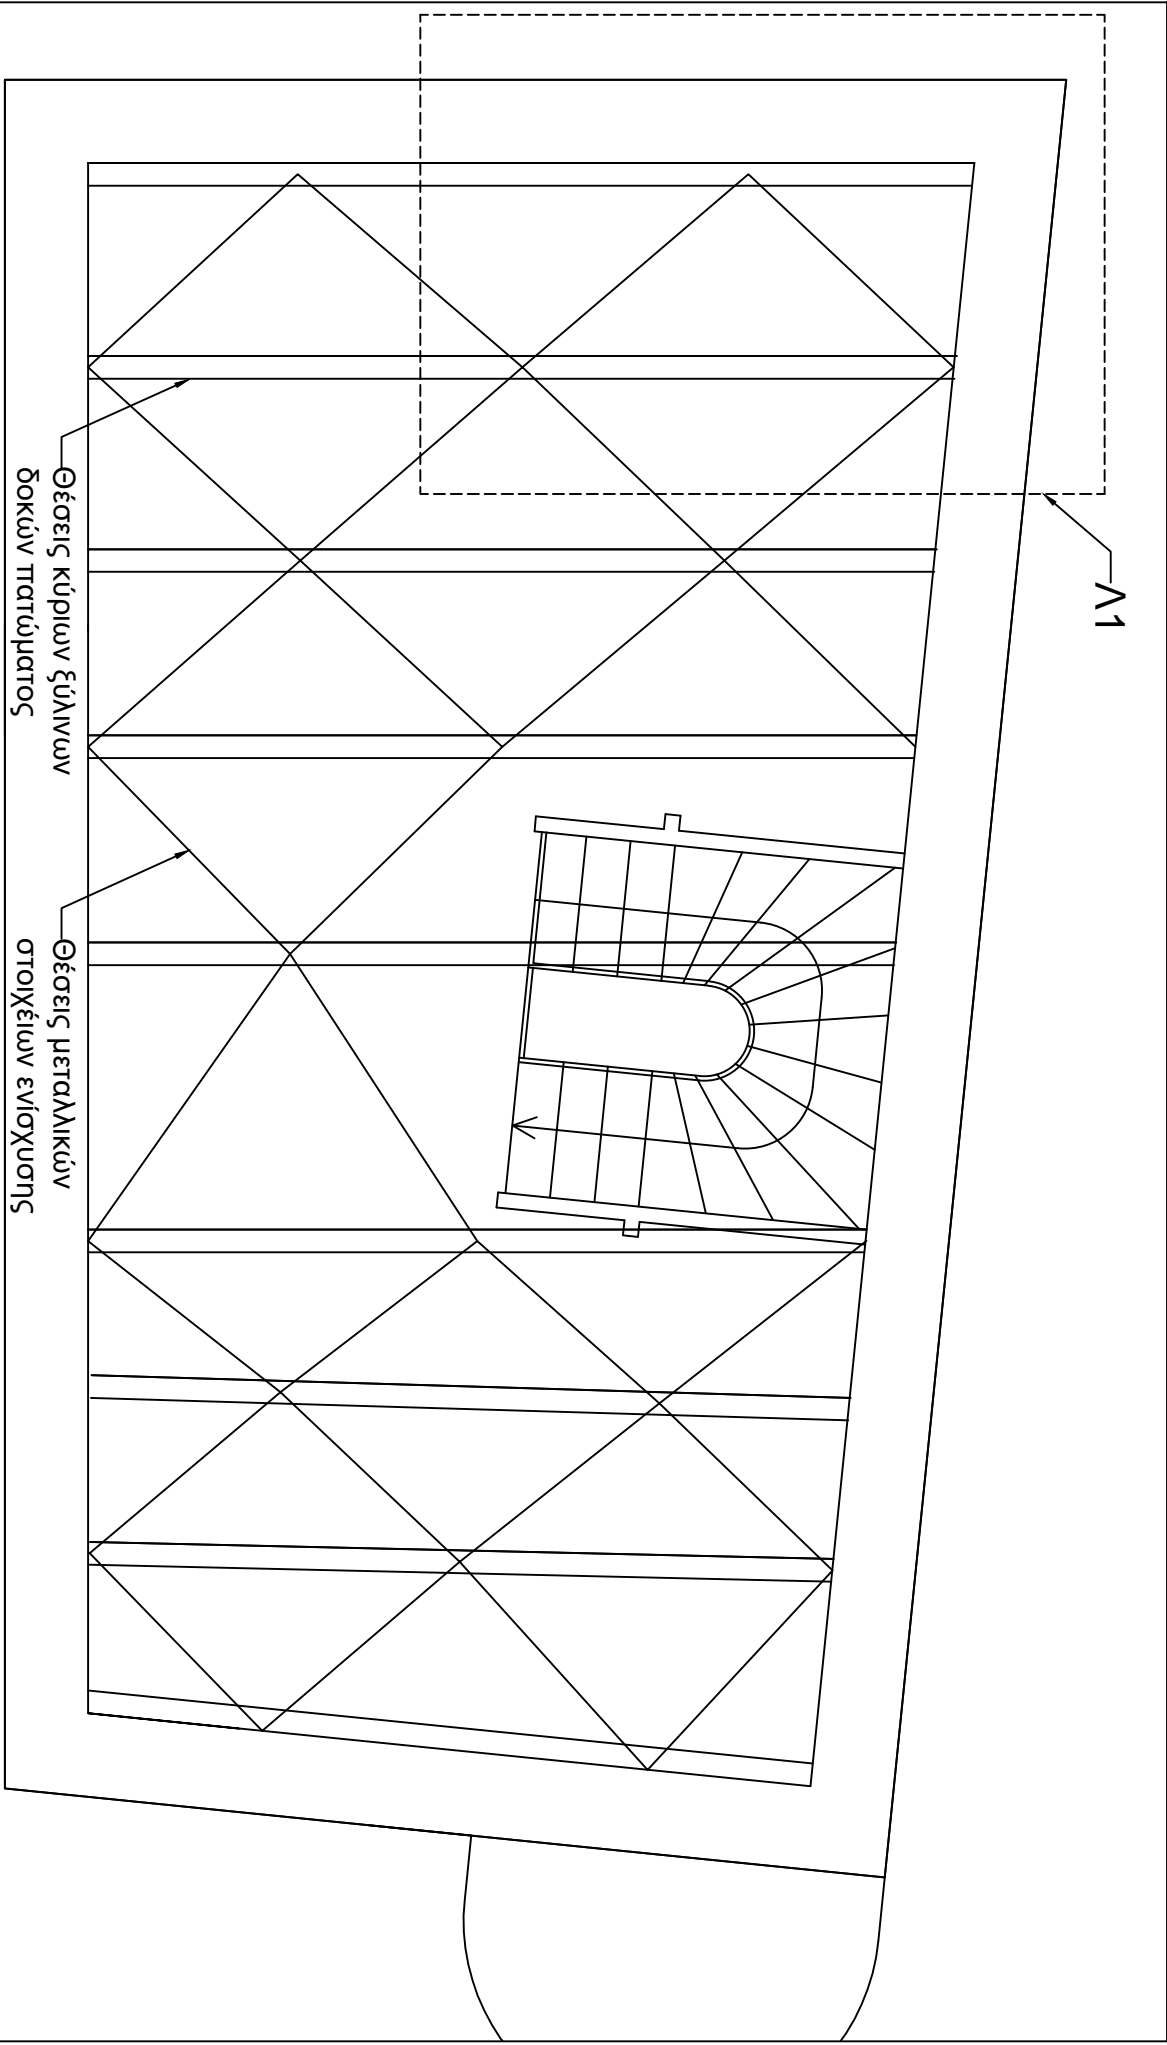 Λ1
Θέσεις κύριων ξύλινων
δοκών πατώματος
Θέσεις μεταλλικών
στοιχείων ενίσχυσης